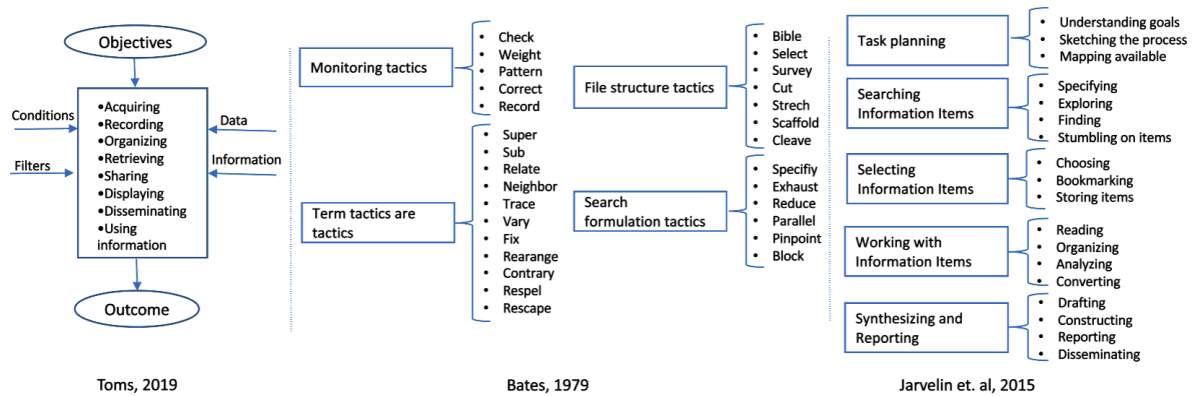 Objectives
Conditions
Filters
•Acquiring
•Recording
•Organizing
•Retrieving
•Sharing
•Displaying
•Disseminating
•Using
information
Data
Information
Outcome
Toms, 2019
Monitoring tactics
• Check
• Weight
• Pattern
• Correct
• Record
Term tactics are
tactics
• Super
• Sub
• Relate
• Neighbor
• Trace
• Vary
• Fix
• Rearange
• Contrary
• Respel
• Rescape
File structure tactics
• Bible
• Select
• Survey
• Cut
• Strech
• Scaffold
• Cleave
Search
formulation tactics
• Specifiy
• Exhaust
• Reduce
• Parallel
• Pinpoint
• Block
Bates, 1979
Task planning
• Understanding goals
• Sketching the process
• Mapping available
Searching
Information Items
• Specifying
• Exploring
• Finding
• Stumbling on items
Selecting
Information Items
• Choosing
• Bookmarking
• Storing items
Working with
Information Items
• Reading
• Organizing
• Analyzing
• Converting
Synthesizing and
Reporting
• Drafting
• Constructing
• Reporting
• Disseminating
Jarvelin et. al, 2015